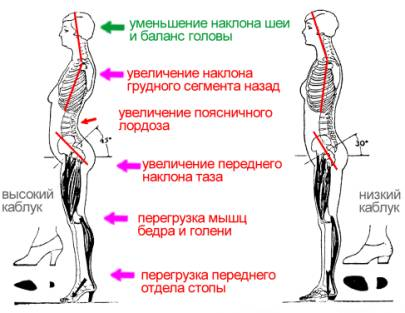 уменьшение наклона шеи
и баланс головы
увеличение наклона
грудного сегмента назад
увеличение поясничного
лордоза
45°
30°
увеличение переднего
наклона таза
высокий
каблук
низкий
каблук
перегрузка мышц
бедра и голени
перегрузка переднего
отдела стопы